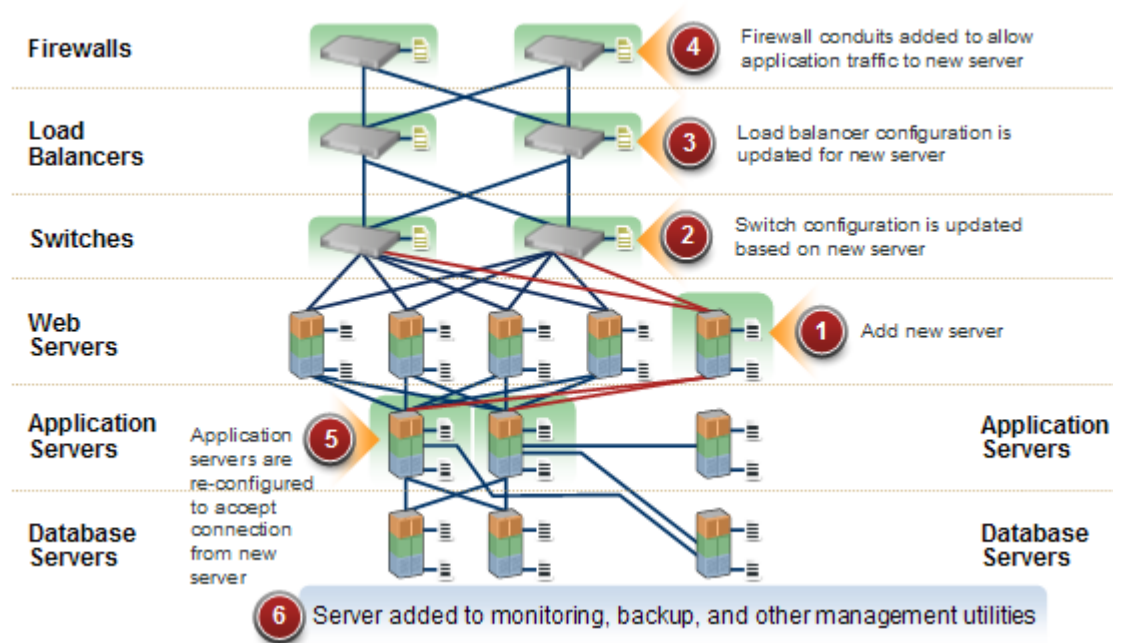 Firewalls
4
Firewall conduits added to allow
application traffic to new server
Load
Balancers
3
Load balancer configuration is
updated for new server
Switches
2
Switch configuration is updated
based on new server
Web
Servers
1
Add new server
Application
Servers
5
Application
servers are
re-configured
to accept
connection
from new
server
Application
Servers
Database
Servers
Database
Servers
6
Server added to monitoring, backup, and other management utilities